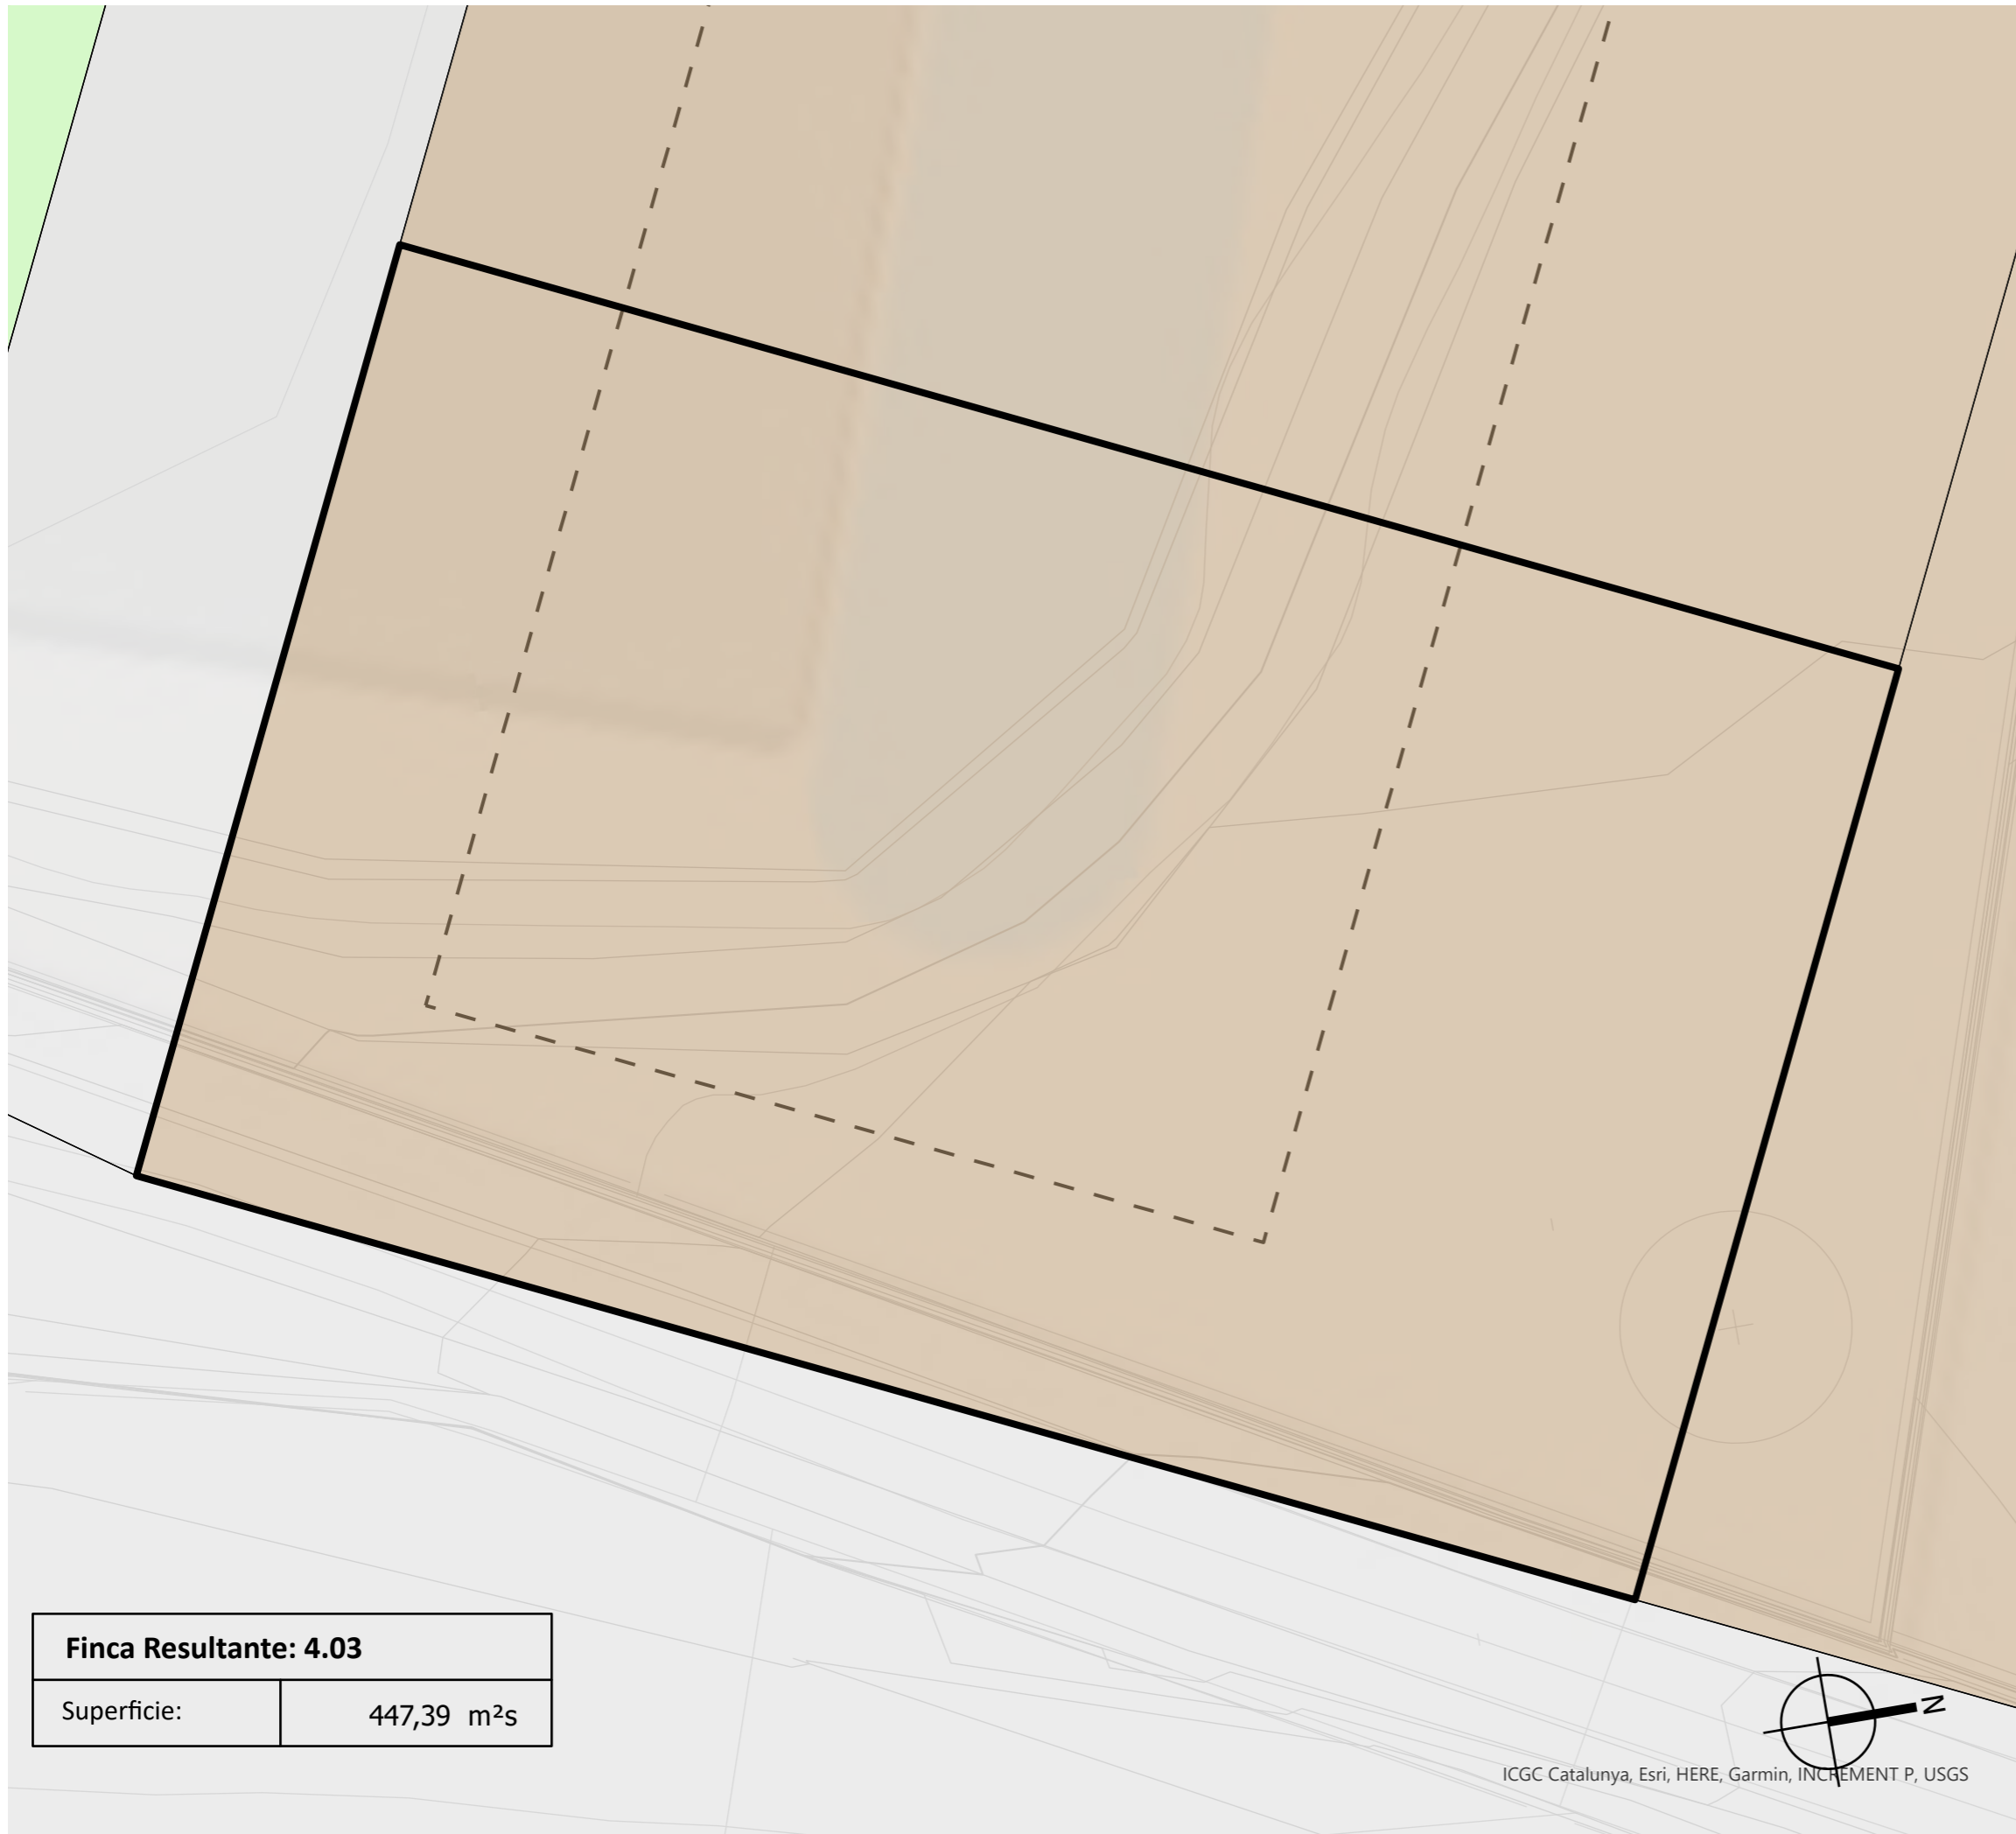 Finca Resultante: 4.03
Superficie: 447,39 m²s
N
ICGC Catalunya, Esri, HERE, Garmin, INCREMENT P, USGS